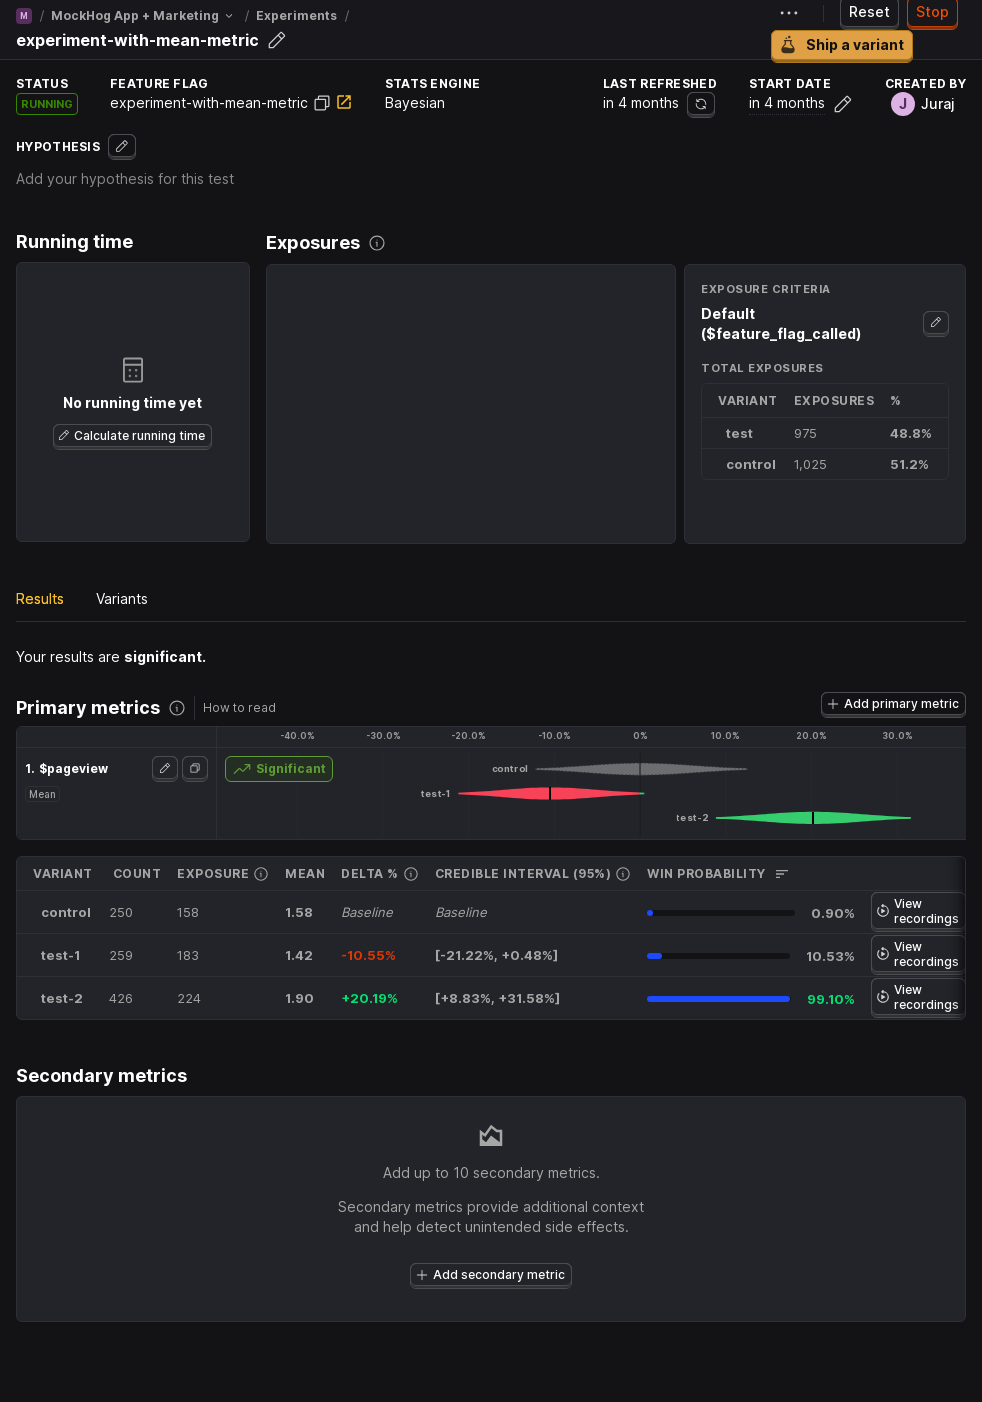 M / MockHog App + Marketing / Experiments /
Reset Stop
experiment-with-mean-metric
Ship a variant
STATUS FEATURE FLAG STATS ENGINE LAST REFRESHED START DATE CREATED BY
RUNNING experiment-with-mean-metric Bayesian in 4 months in 4 months J Juraj
HYPOTHESIS
Add your hypothesis for this test
Running time Exposures
No running time yet
Calculate running time
EXPOSURE CRITERIA
Default
($feature_flag_called)
TOTAL EXPOSURES
VARIANT EXPOSURES %
test 975 48.8%
control 1,025 51.2%
Results Variants
Your results are significant.
Primary metrics How to read Add primary metric
-40.0% -30.0% -20.0% -10.0% 0% 10.0% 20.0% 30.0%
1. $pageview Significant control
Mean test-1
test-2
VARIANT COUNT EXPOSURE MEAN DELTA % CREDIBLE INTERVAL (95%) WIN PROBABILITY
control 250 158 1.58 Baseline Baseline 0.90% View recordings
test-1 259 183 1.42 -10.55% [-21.22%, +0.48%] 10.53% View recordings
test-2 426 224 1.90 +20.19% [+8.83%, +31.58%] 99.10% View recordings
Secondary metrics
Add up to 10 secondary metrics.
Secondary metrics provide additional context
and help detect unintended side effects.
Add secondary metric